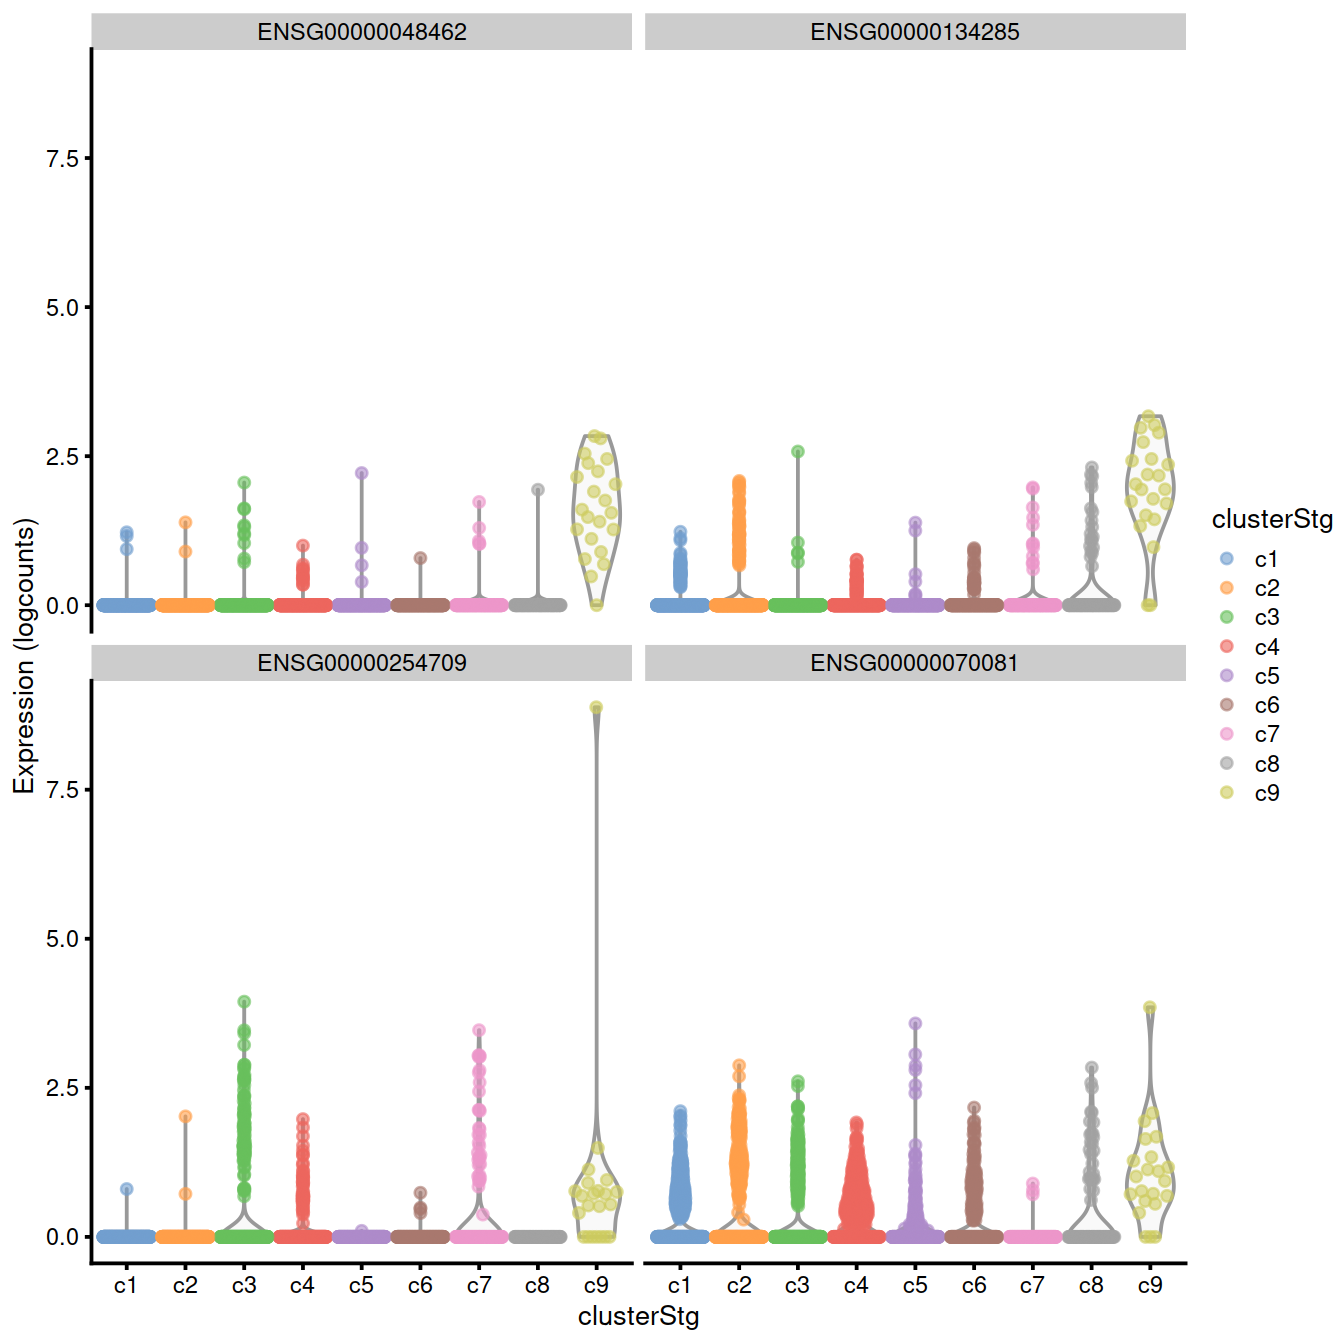 ENSG00000048462 ENSG00000134285
7.5
5.0
2.5
0.0
ENSG00000254709 ENSG00000070081
7.5
5.0
2.5
0.0
c1 c2 c3 c4 c5 c6 c7 c8 c9 c1 c2 c3 c4 c5 c6 c7 c8 c9
clusterStg
Expression (logcounts)
clusterStg
c1
c2
c3
c4
c5
c6
c7
c8
c9